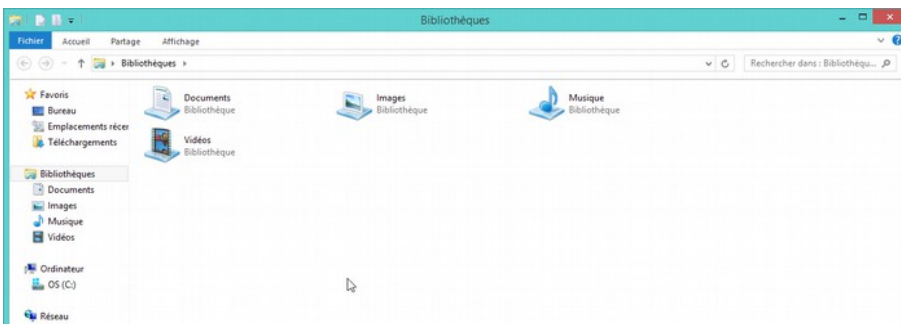 Bibliothèques
Fichier Accueil Partage Affichage
Bibliothèques
Rechercher dans : Bibliothèqu...
Favoris
Bureau
Emplacements récer
Téléchargements
Bibliothèques
Documents
Images
Musique
Vidéos
Ordinateur
OS (C:)
Réseau
Documents
Bibliothèque
Images
Bibliothèque
Musique
Bibliothèque
Vidéos
Bibliothèque